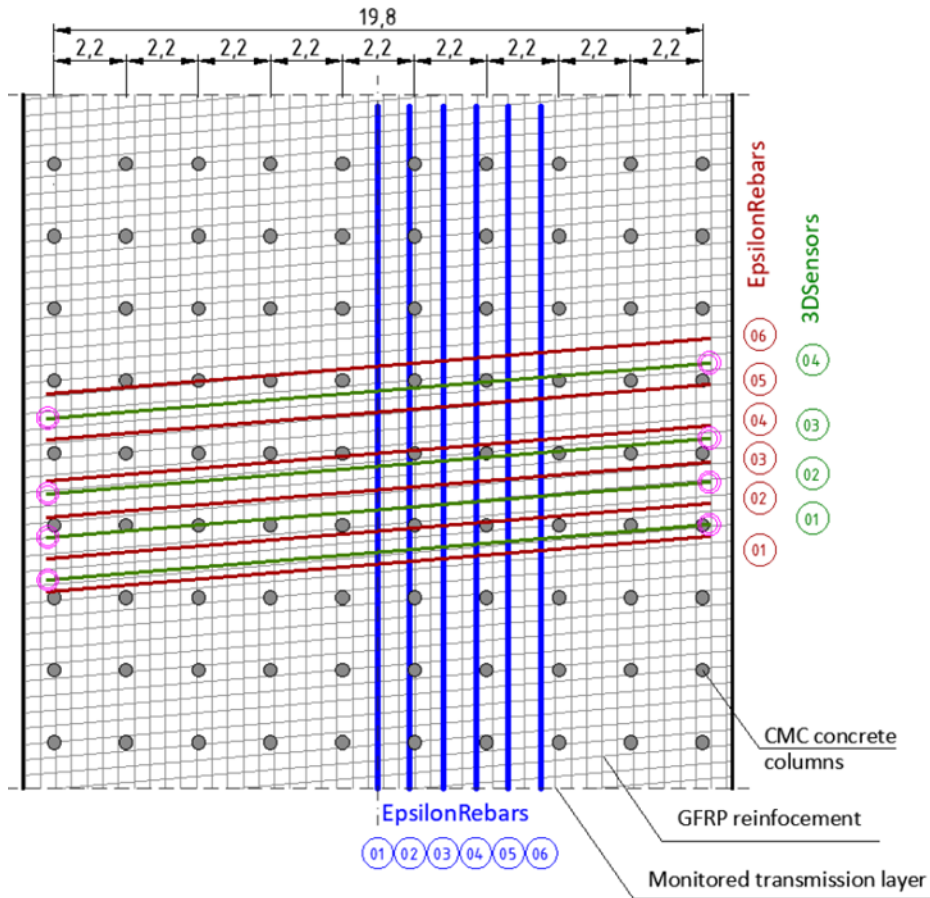 19,8
2,2 2,2 2,2 2,2 2,2 2,2 2,2 2,2 2,2
EpsilonRebars
3DSensors
06
04
05
04
03
03
02
02
01
01
CMC concrete
columns
GFRP reinfocement
EpsilonRebars
01 02 03 04 05 06
Monitored transmission layer